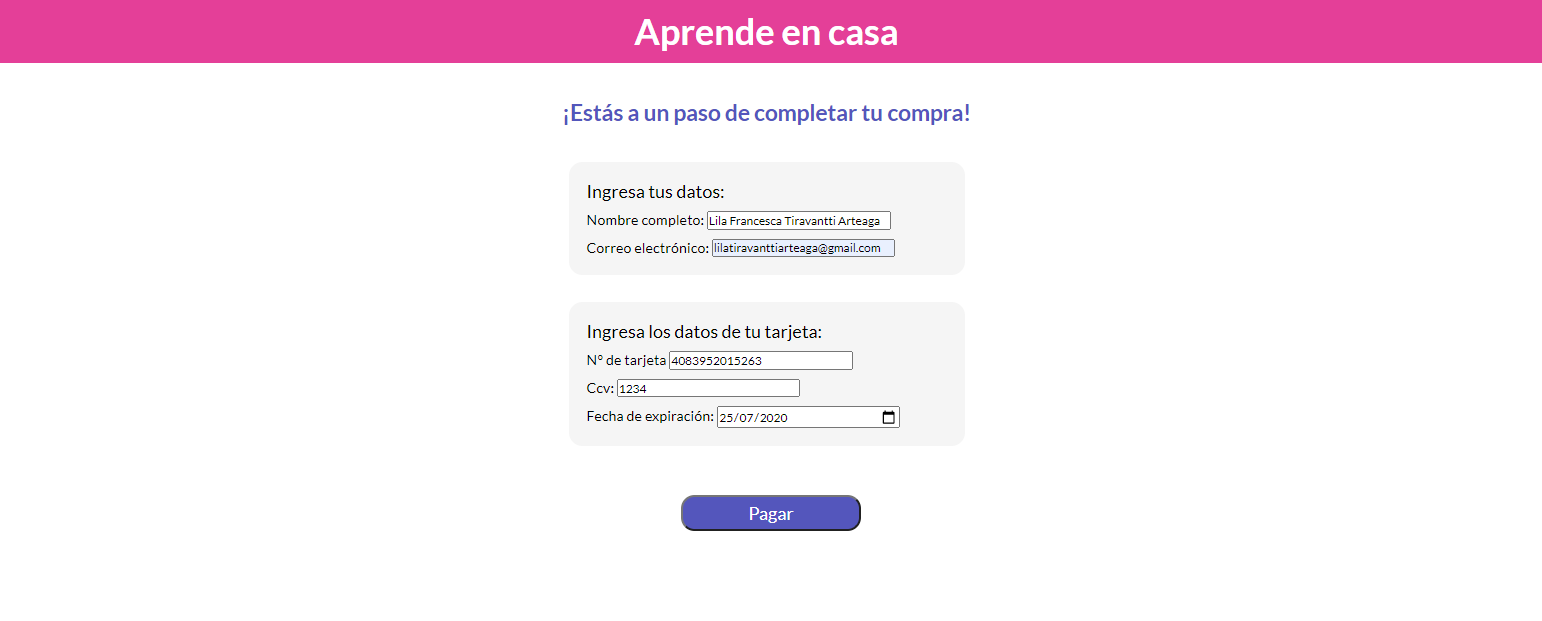 Aprende en casa
¡Estás a un paso de completar tu compra!
Ingresa tus datos:
Nombre completo: Lila Francesca Tiravantti Arteaga
Correo electrónico: lilatiravanttiarteaga@gmail.com
Ingresa los datos de tu tarjeta:
N° de tarjeta 4083952015263
Ccv: 1234
Fecha de expiración: 25/07/2020
Pagar